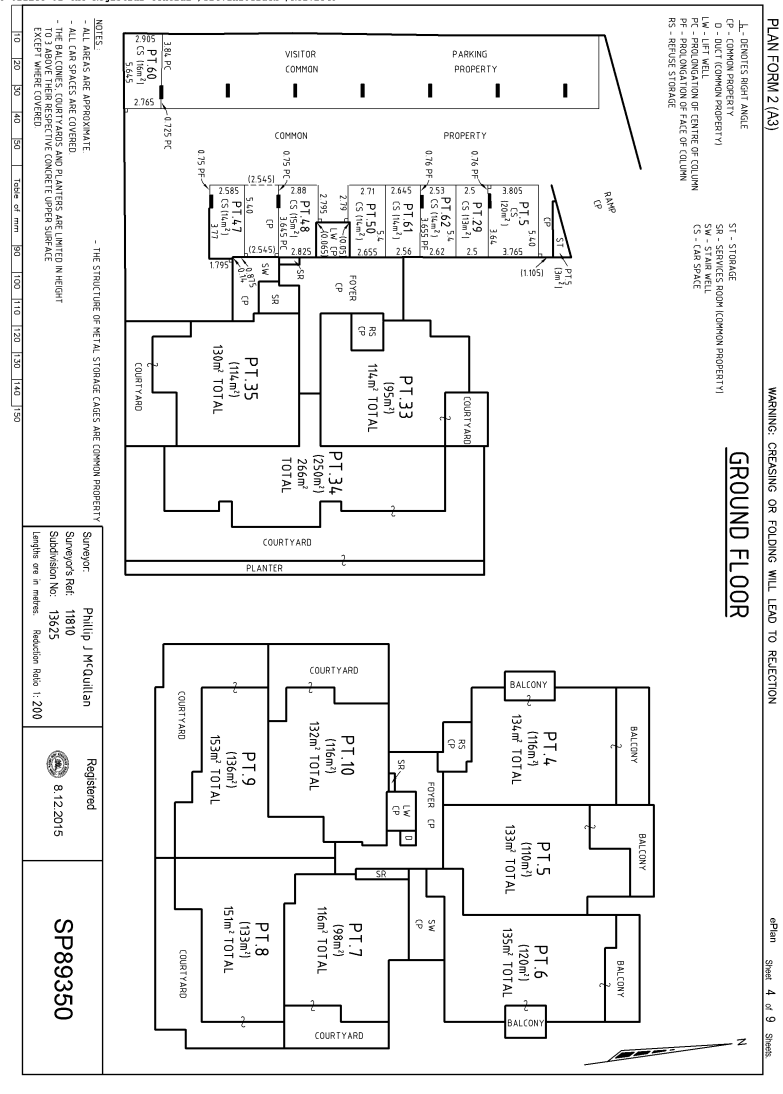 PLAN FORM 2 (A3)
WARNING: CREASING OR FOLDING WILL LEAD TO REJECTION
ePlan
Sheet 4 of 9 Sheets.
L - DENOTES RIGHT ANGLE
CP - COMMON PROPERTY
D - DUCT (COMMON PROPERTY)
LW - LIFT WELL
PC - PROLONGATION OF CENTRE OF COLUMN
PF - PROLONGATION OF FACE OF COLUMN
RS - REFUSE STORAGE
ST - STORAGE
SR - SERVICES ROOM (COMMON PROPERTY)
SW - STAIR WELL
CS - CAR SPACE
GROUND FLOOR
N
RAMP
CP
VISITOR PARKING
COMMON PROPERTY
COMMON PROPERTY
2.905
3.84 PC
PT.60
CS
(16m²)
5.645
2.765
0.725 PC
0.75 PF
2.585
PT.47
CS (14m²)
5.40
3.77
(2.545)
CP
(2.545)
0.75 PC
2.88
PT.48
CS (15m²)
3.645 PC
2.825
2.795
2.79
LW
CP
(0.065)
(0.05)
2.71
PT.50
CS (14m²)
5.4
2.655
2.645
PT.61
CS (14m²)
2.56
0.76 PF
2.53
PT.62
CS (14m²)
5.4
3.655 PF
2.62
2.5
PT.29
CS (13m²)
2.5
0.76 PF
3.805
PT.5
CS
(20m²)
5.40
3.64
3.765
CP
ST
PT.5
(3m²)
(1.105)
1.795
0.14
0.875
CP
SW
SR
SR
FOYER
CP
RS
CP
PT.35
(114m²)
130m² TOTAL
COURTYARD
PT.33
(95m²)
114m² TOTAL
COURTYARD
PT.34
(250m²)
266m²
TOTAL
COURTYARD
PLANTER
BALCONY
BALCONY
PT.4
(116m²)
134m² TOTAL
RS
CP
BALCONY
PT.5
(110m²)
133m² TOTAL
BALCONY
PT.6
(120m²)
135m² TOTAL
BALCONY
FOYER CP
SR
LW
CP
D
SR
SW
CP
COURTYARD
PT.10
(116m²)
132m² TOTAL
PT.9
(136m²)
153m² TOTAL
COURTYARD
PT.7
(98m²)
116m² TOTAL
COURTYARD
PT.8
(133m²)
151m² TOTAL
COURTYARD
NOTES:
- ALL AREAS ARE APPROXIMATE
- ALL CAR SPACES ARE COVERED
- THE BALCONIES, COURTYARDS AND PLANTERS ARE LIMITED IN HEIGHT
TO 3 ABOVE THEIR RESPECTIVE CONCRETE UPPER SURFACE
EXCEPT WHERE COVERED
- THE STRUCTURE OF METAL STORAGE CAGES ARE COMMON PROPERTY
10 20 30 40 50 Table of mm 90 100 110 120 130 140 150
Surveyor: Phillip J McQuillan
Surveyor's Ref: 11810
Subdivision No: 13625
Lengths are in metres. Reduction Ratio 1: 200
Registered
8.12.2015
SP89350